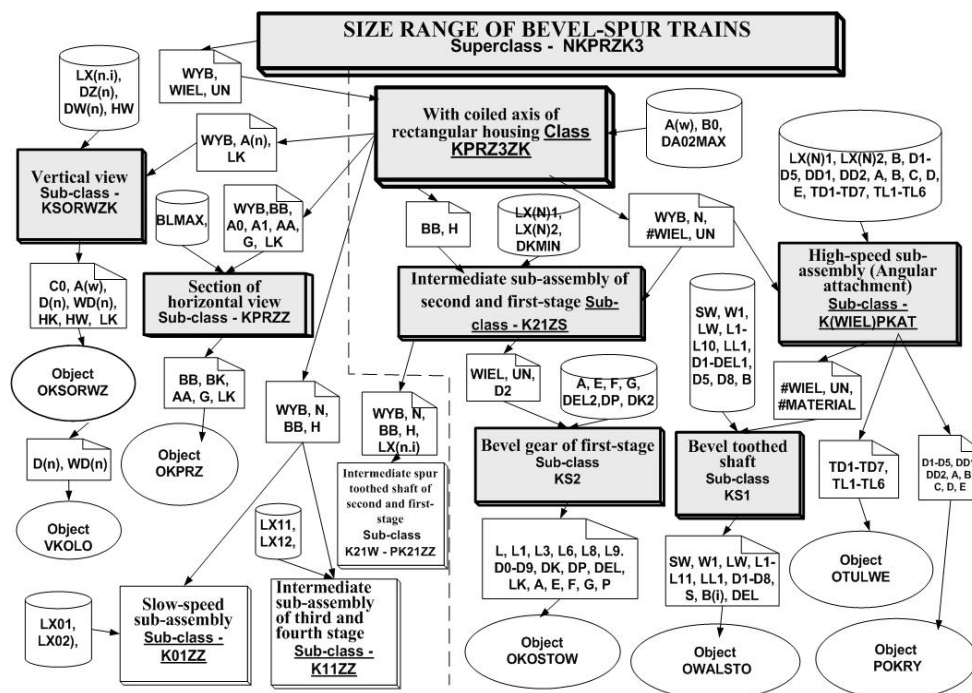 SIZE RANGE OF BEVEL-SPUR TRAINS
Superclass - NKPRZK3
LX(n.i),
DZ(n),
DW(n), HW
WYB,
WIEL, UN
With coiled axis of
rectangular housing Class
KPRZ3ZK
A(w), B0,
DA02MAX
WYB, A(n),
LK
LX(N)1, LX(N)2, B, D1-
D5, DD1, DD2, A, B, C, D,
E, TD1-TD7, TL1-TL6
Vertical view
Sub-class -
KSORWZK
BLMAX,
WYB,BB,
A0, A1, AA,
G, LK
BB, H
LX(N)1,
LX(N)2,
DKMIN
WYB, N,
#WIEL, UN
High-speed sub-
assembly (Angular
attachment)
Sub-class -
K(WIEL)PKAT
C0, A(w),
D(n), WD(n),
HK, HW, LK
Section of
horizontal view
Sub-class - KPRZZ
Intermediate sub-assembly of
second and first-stage Sub-
class - K21ZS
SW, W1,
LW, L1-
L10, LL1,
D1-DEL1,
D5, D8, B
Object
OKSORWZ
BB, BK,
AA, G, LK
WYB, N,
BB, H
WYB, N,
BB, H,
LX(n.i)
WIEL, UN,
D2
A, E, F, G,
DEL2,DP, DK2
#WIEL, UN,
#MATERIAL
D(n), WD(n)
Object
OKPRZ
Intermediate spur
toothed shaft of
second and first-
stage
Sub-class
K21W - PK21ZZ
Bevel gear of first-stage
Sub-class
KS2
Bevel toothed
shaft
Sub-class
KS1
TD1-TD7,
TL1-TL6
D1-D5, DD1
DD2, A, B
C, D, E
Object
VKOLO
LX11,
LX12,
L, L1, L3, L6, L8, L9.
D0-D9, DK, DP, DEL,
LK, A, E, F, G, P
SW, W1, LW, L1-
L11, LL1, D1-D8,
S, B(i), DEL
Object
OTULWE
LX01,
LX02),
Slow-speed
sub-assembly
Sub-class -
K01ZZ
Intermediate
sub-assembly
of third and
fourth stage
Sub-class -
K11ZZ
Object
OKOSTOW
Object
OWALSTO
Object
POKRY